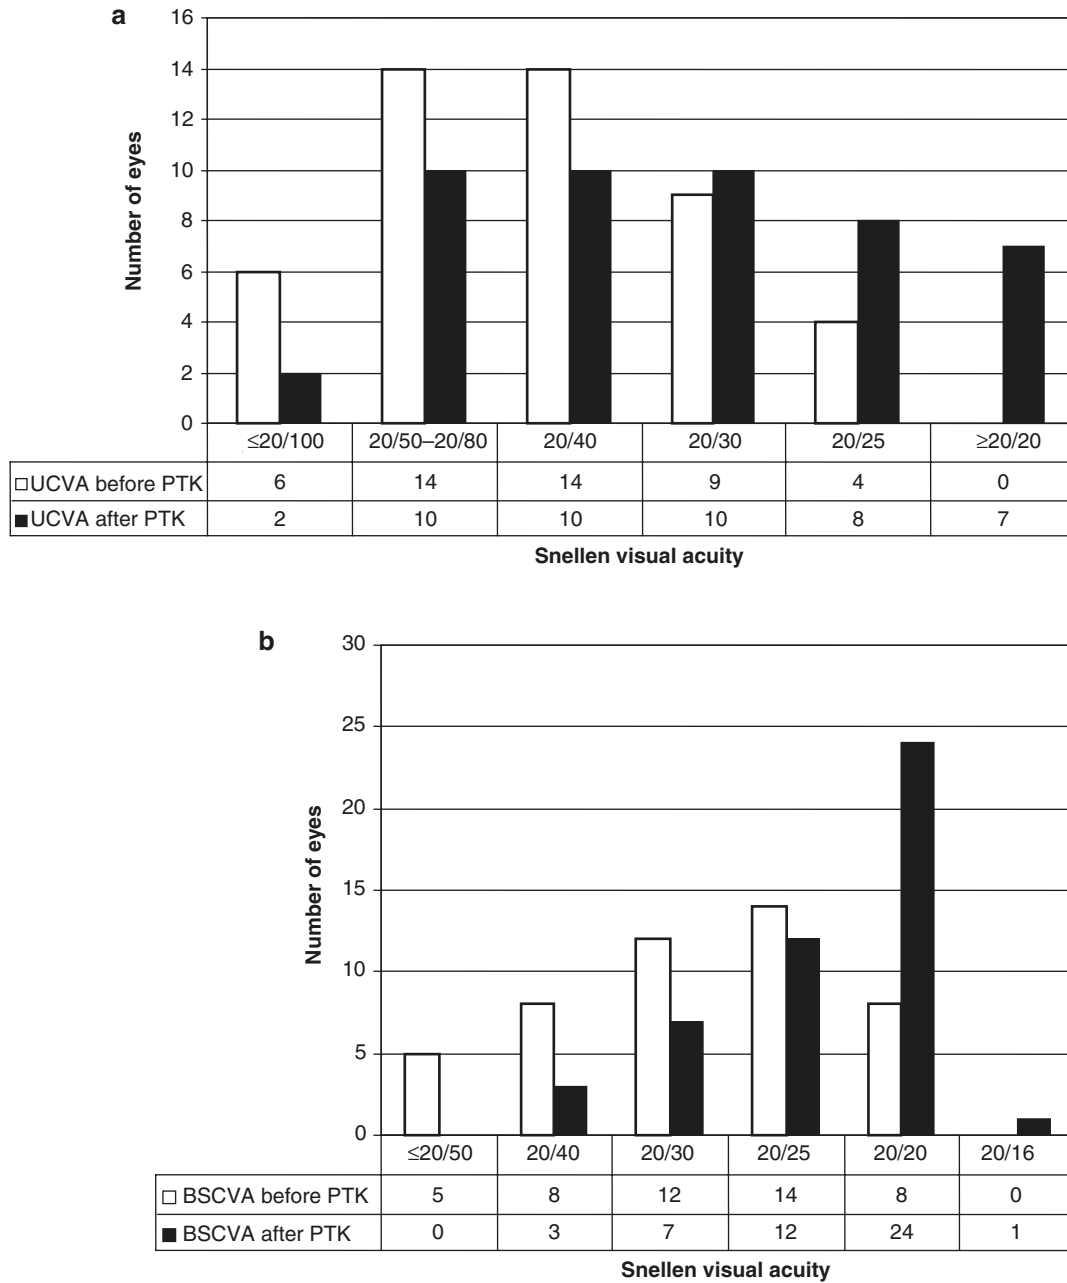 a
16
14
12
10
8
6
4
2
0
Number of eyes
≤20/100 20/50–20/80 20/40 20/30 20/25 ≥20/20
UCVA before PTK 6 14 14 9 4 0
UCVA after PTK 2 10 10 10 8 7
Snellen visual acuity
b
30
25
20
15
10
5
0
Number of eyes
≤20/50 20/40 20/30 20/25 20/20 20/16
BSCVA before PTK 5 8 12 14 8 0
BSCVA after PTK 0 3 7 12 24 1
Snellen visual acuity